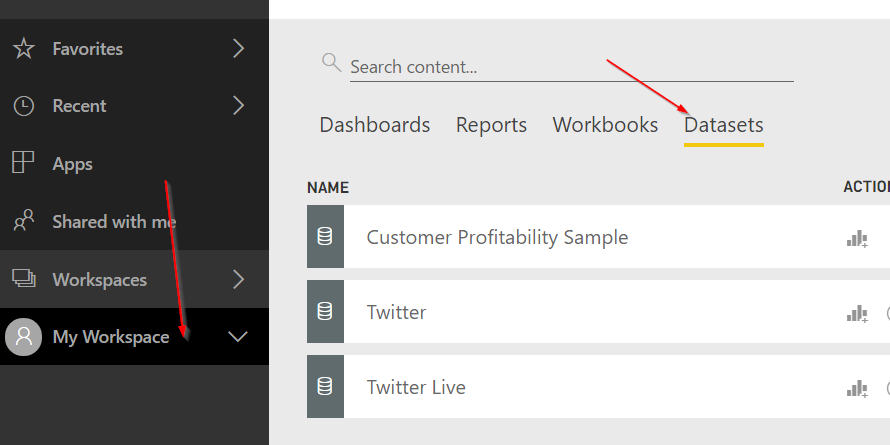 Favorites
Recent
Apps
Shared with me
Workspaces
My Workspace
Search content...
Dashboards Reports Workbooks Datasets
NAME ACTION
Customer Profitability Sample
Twitter
Twitter Live